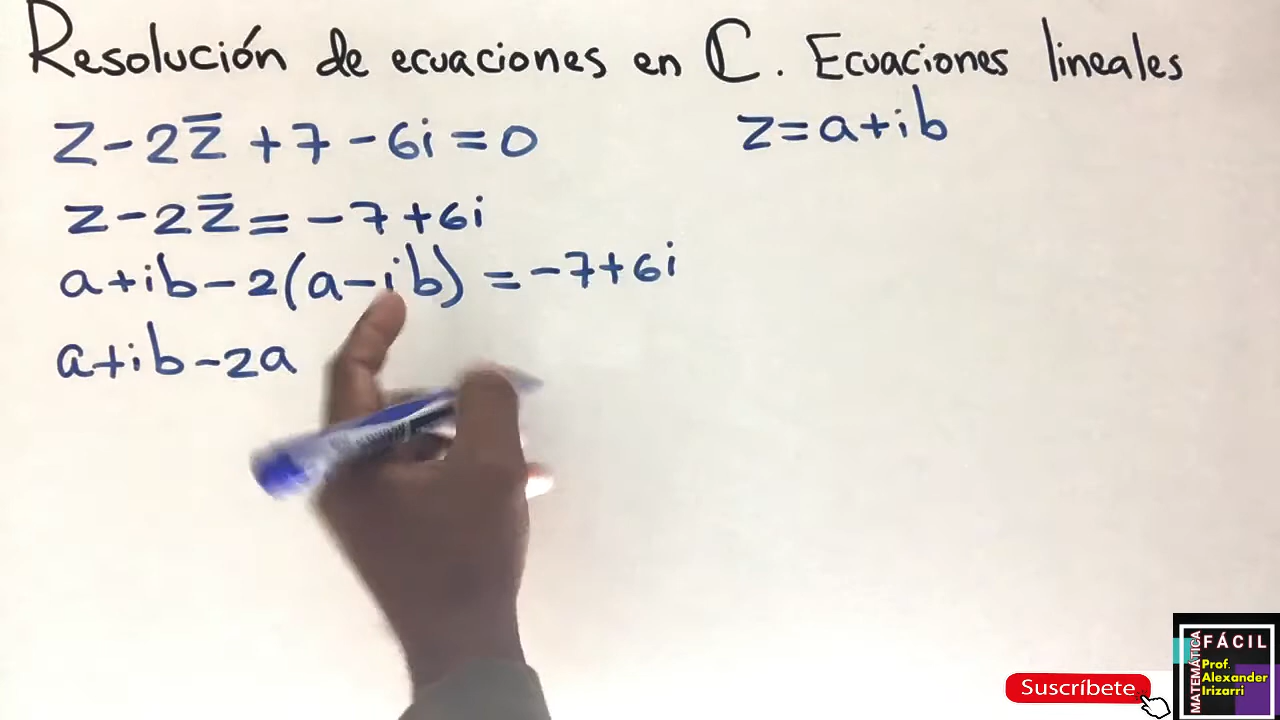 Resolución de ecuaciones en ℂ. Ecuaciones lineales
z - 2z̅ + 7 - 6i = 0
z = a + ib
z - 2z̅ = -7 + 6i
a + ib - 2(a - ib) = -7 + 6i
a + ib - 2a
MATEMÁTICA
FÁCIL
Prof.
Alexander
Irizarri
Suscríbete